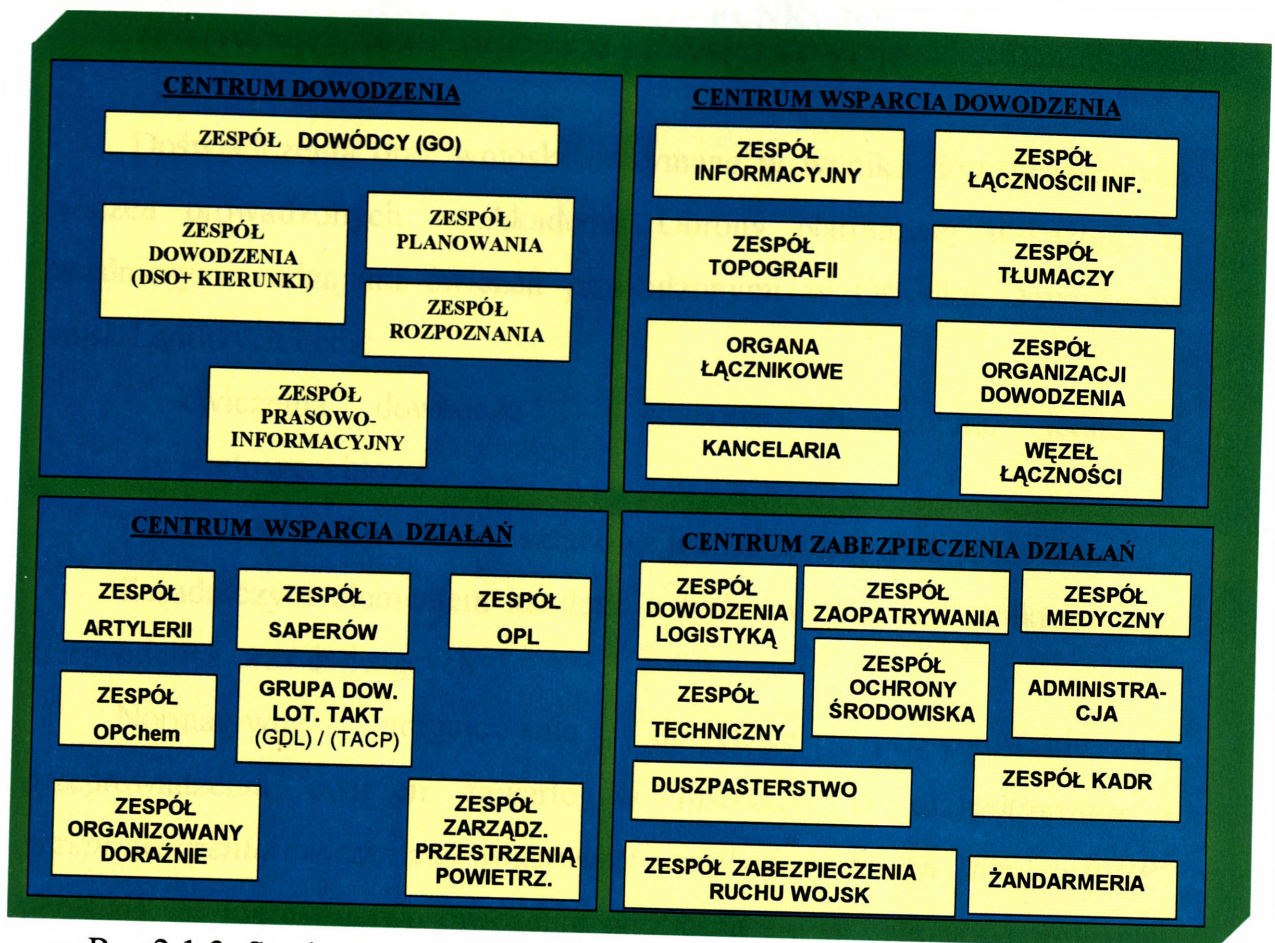 CENTRUM DOWODZENIA
ZESPÓŁ DOWÓDCY (GO)
ZESPÓŁ
DOWODZENIA
(DSO+ KIERUNKI)
ZESPÓŁ
PLANOWANIA
ZESPÓŁ
ROZPOZNANIA
ZESPÓŁ
PRASOWO-
INFORMACYJNY
CENTRUM WSPARCIA DOWODZENIA
ZESPÓŁ
INFORMACYJNY
ZESPÓŁ
ŁĄCZNOŚCII INF.
ZESPÓŁ
TOPOGRAFII
ZESPÓŁ
TŁUMACZY
ORGANA
ŁĄCZNIKOWE
ZESPÓŁ
ORGANIZACJI
DOWODZENIA
KANCELARIA
WĘZEŁ
ŁĄCZNOŚCI
CENTRUM WSPARCIA DZIAŁAŃ
ZESPÓŁ
ARTYLERII
ZESPÓŁ
SAPERÓW
ZESPÓŁ
OPL
ZESPÓŁ
OPChem
GRUPA DOW.
LOT. TAKT
(GDL) / (TACP)
ZESPÓŁ
ORGANIZOWANY
DORAŹNIE
ZESPÓŁ
ZARZĄDZ.
PRZESTRZENIĄ
POWIETRZ.
CENTRUM ZABEZPIECZENIA DZIAŁAŃ
ZESPÓŁ
DOWODZENIA
LOGISTYKĄ
ZESPÓŁ
ZAOPATRYWANIA
ZESPÓŁ
MEDYCZNY
ZESPÓŁ
TECHNICZNY
ZESPÓŁ
OCHRONY
ŚRODOWISKA
ADMINISTRA-
CJA
DUSZPASTERSTWO
ZESPÓŁ KADR
ZESPÓŁ ZABEZPIECZENIA
RUCHU WOJSK
ŻANDARMERIA